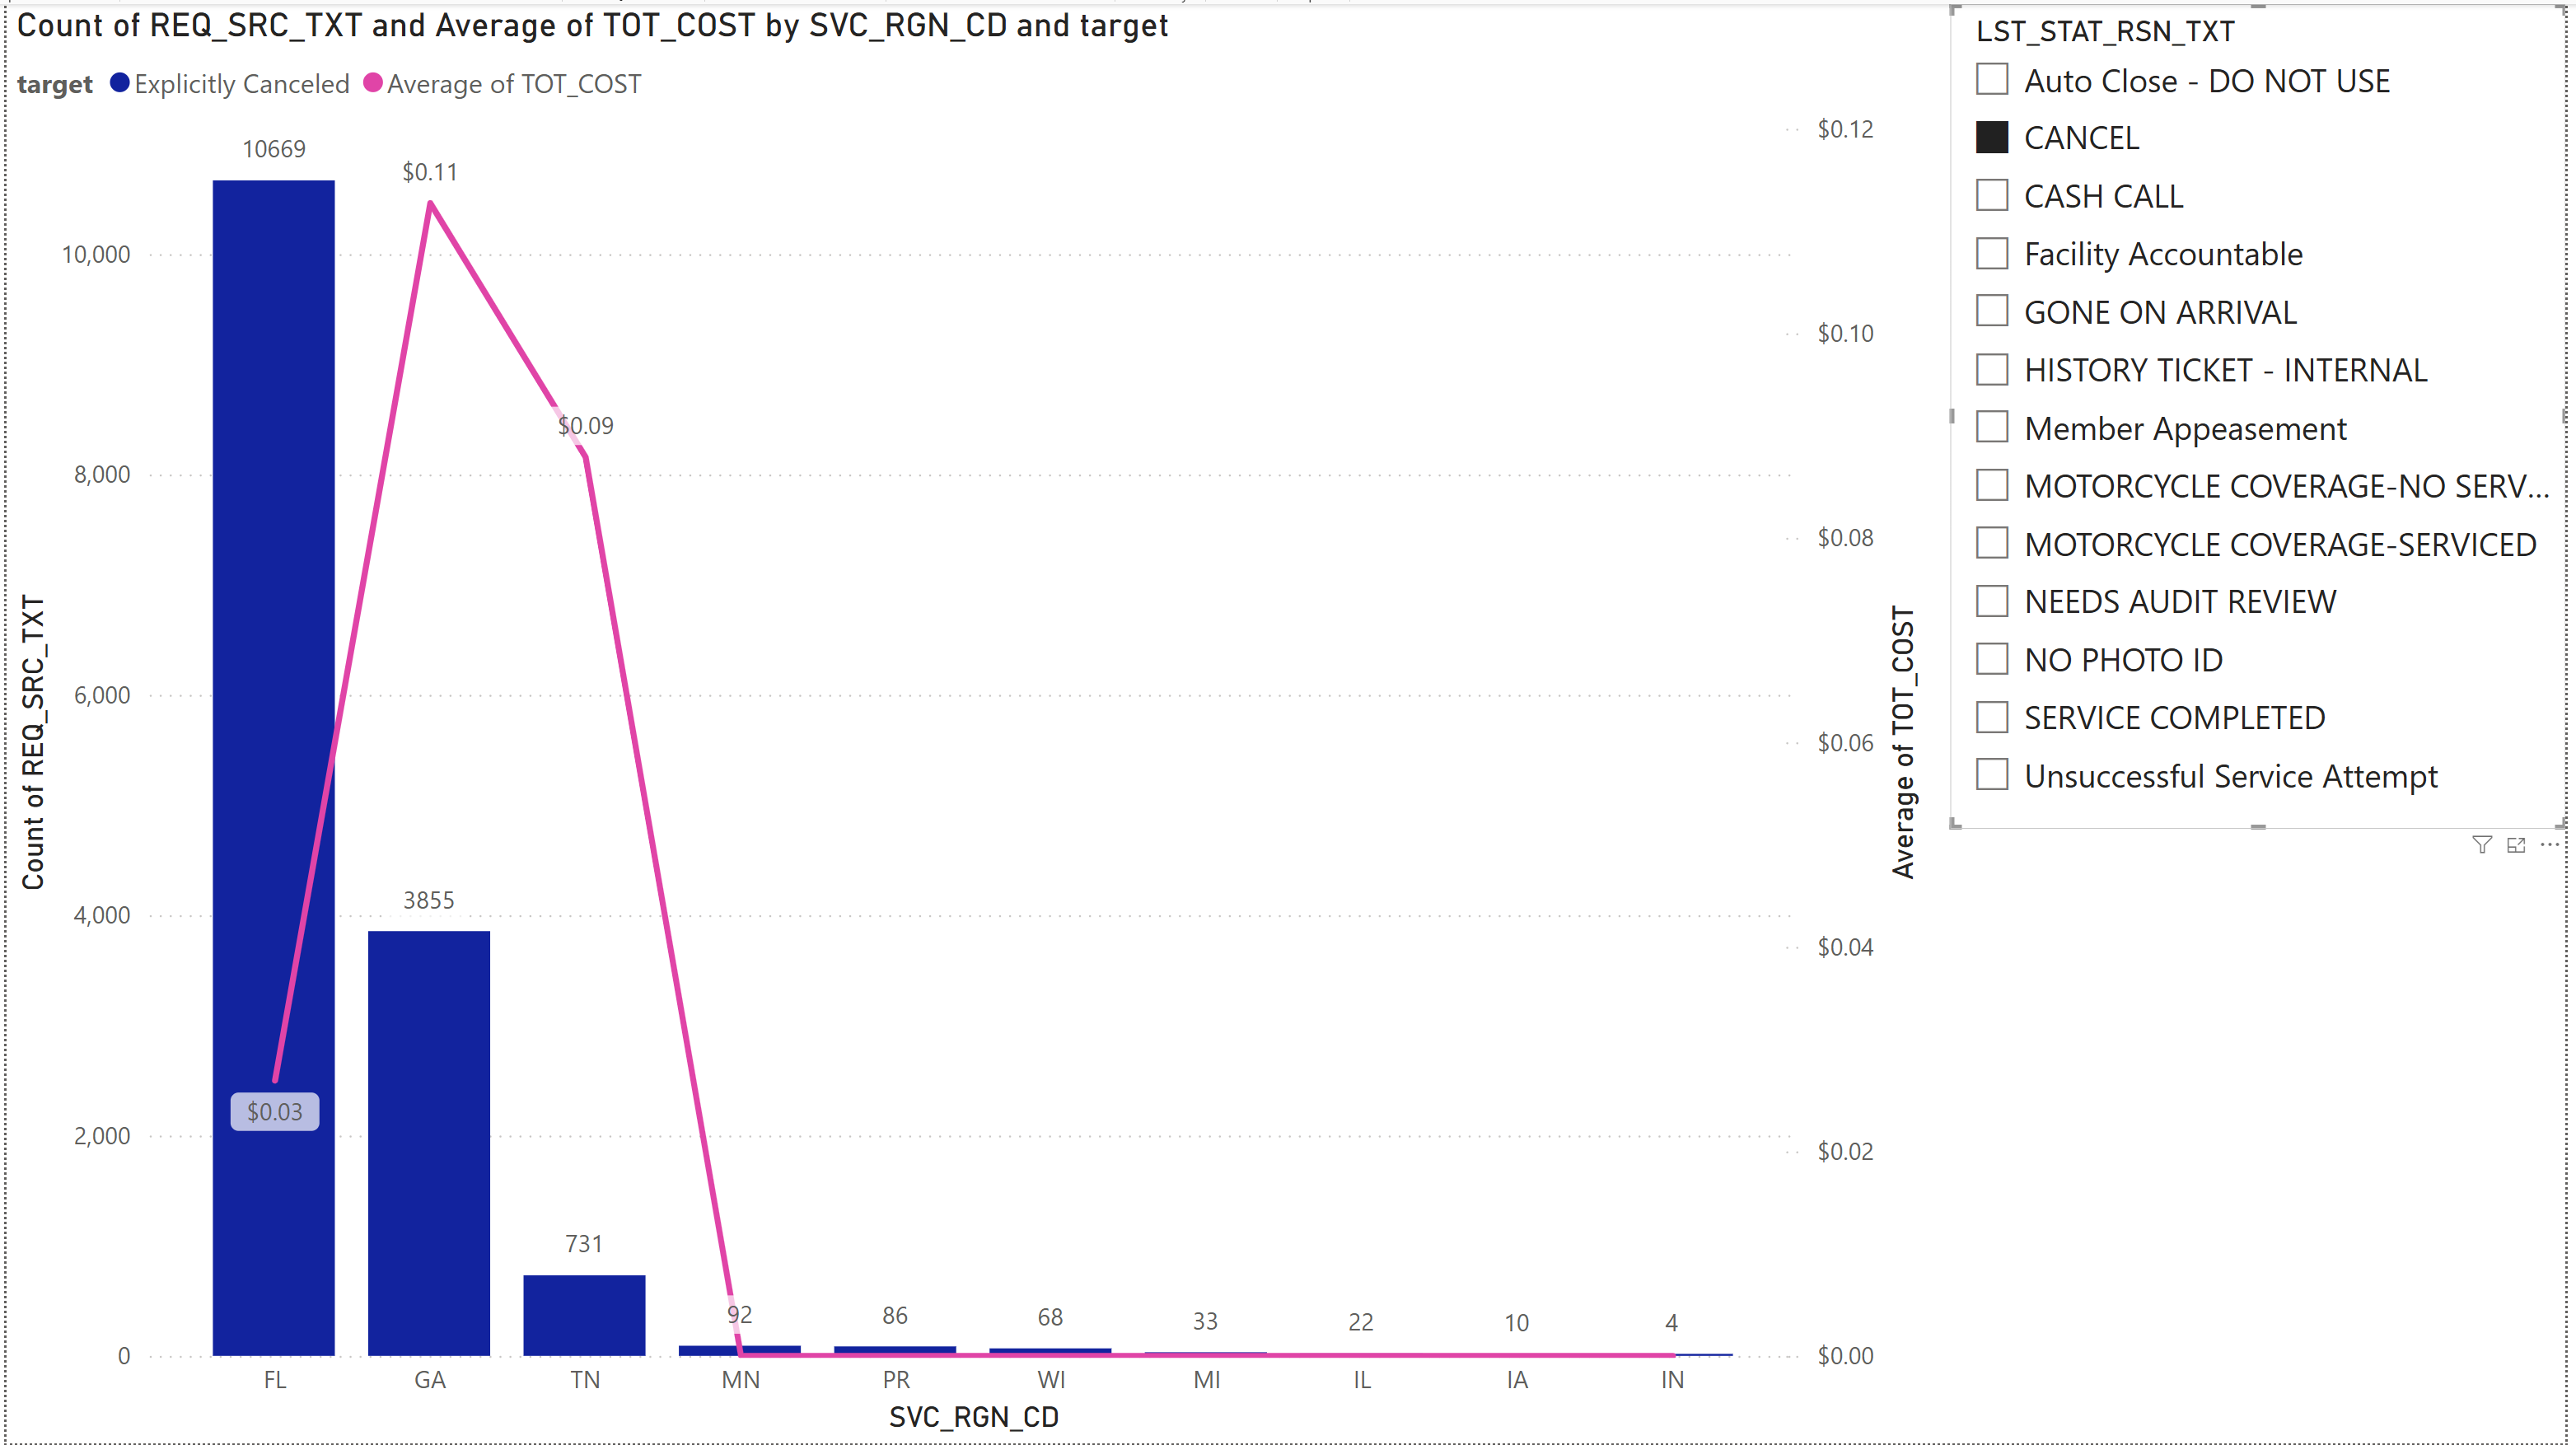 Count of REQ_SRC_TXT and Average of TOT_COST by SVC_RGN_CD and target
target Explicitly Canceled Average of TOT_COST
10669
$0.11
$0.09
$0.03
3855
731
92
86
68
33
22
10
4
10,000
8,000
6,000
4,000
2,000
0
Count of REQ_SRC_TXT
$0.12
$0.10
$0.08
$0.06
$0.04
$0.02
$0.00
Average of TOT_COST
FL GA TN MN PR WI MI IL IA IN
SVC_RGN_CD
LST_STAT_RSN_TXT
Auto Close - DO NOT USE
CANCEL
CASH CALL
Facility Accountable
GONE ON ARRIVAL
HISTORY TICKET - INTERNAL
Member Appeasement
MOTORCYCLE COVERAGE-NO SERV...
MOTORCYCLE COVERAGE-SERVICED
NEEDS AUDIT REVIEW
NO PHOTO ID
SERVICE COMPLETED
Unsuccessful Service Attempt